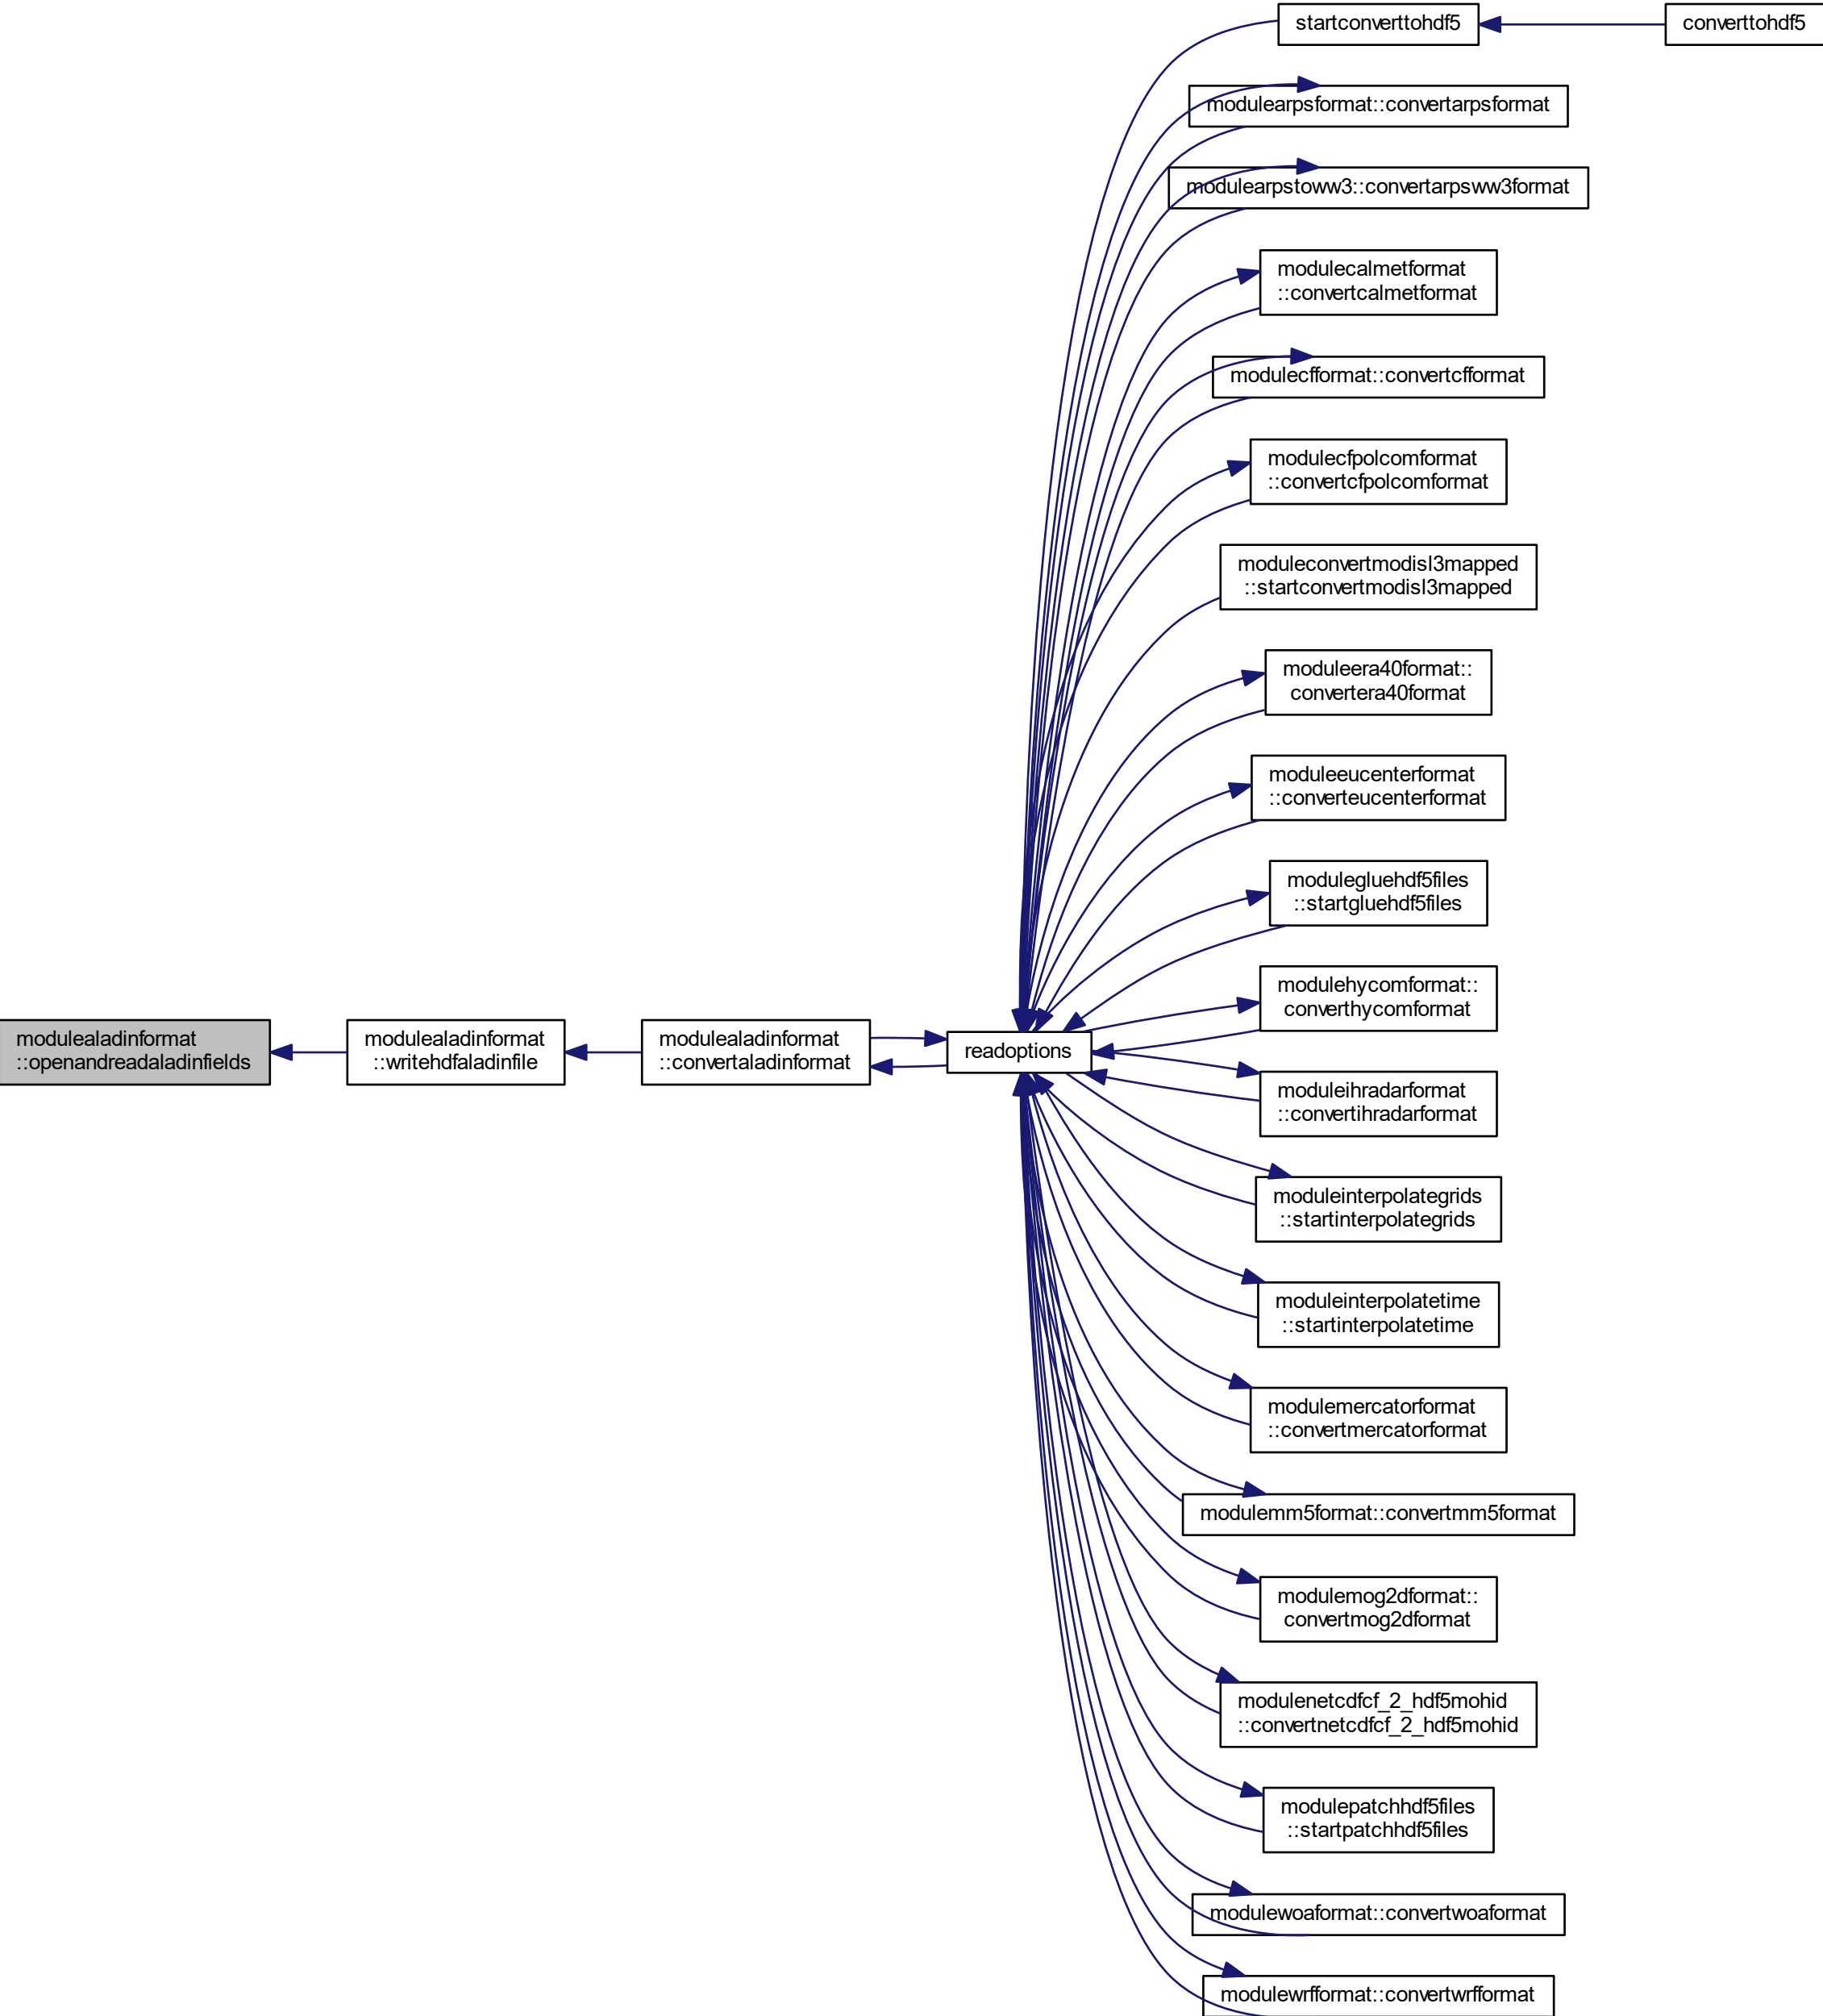 startconverttohdf5
converttohdf5
modulearpsformat::convertarpsformat
modulearpstoww3::convertarpsww3format
modulecalmetformat
::convertcalmetformat
modulecfformat::convertcfformat
modulecfpolcomformat
::convertcfpolcomformat
moduleconvertmodisl3mapped
::startconvertmodisl3mapped
moduleera40format::
convertera40format
moduleeucenterformat
::converteucenterformat
modulegluehdf5files
::startgluehdf5files
modulealadinformat
::openandreadaladinfields
modulealadinformat
::writehdfaladinfile
modulealadinformat
::convertaladinformat
readoptions
modulehycomformat::
converthycomformat
moduleihradarformat
::convertihradarformat
moduleinterpolategrids
::startinterpolategrids
moduleinterpolatetime
::startinterpolatetime
modulemercatorformat
::convertmercatorformat
modulemm5format::convertmm5format
modulemog2dformat::
convertmog2dformat
modulenetcdfcf_2_hdf5mohid
::convertnetcdfcf_2_hdf5mohid
modulepatchhdf5files
::startpatchhdf5files
modulewoaformat::convertwoaformat
modulewrfformat::convertwrfformat